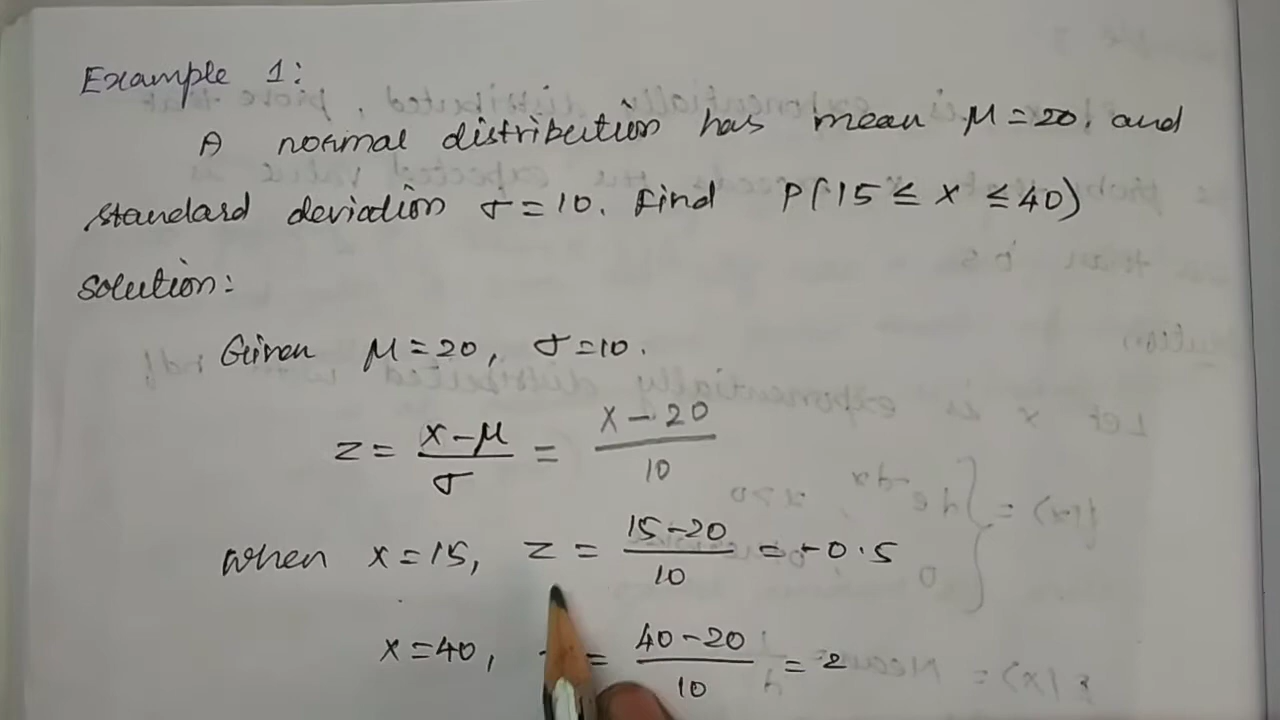 Example 1:
A normal distribution has mean μ = 20. and
standard deviation σ = 10. Find P(15 ≤ x ≤ 40)
Solution:
Given μ = 20, σ = 10.
z = x - μ / σ = x - 20 / 10
when x = 15, z = 15 - 20 / 10 = -0.5
x = 40, = 40 - 20 / 10 = 2